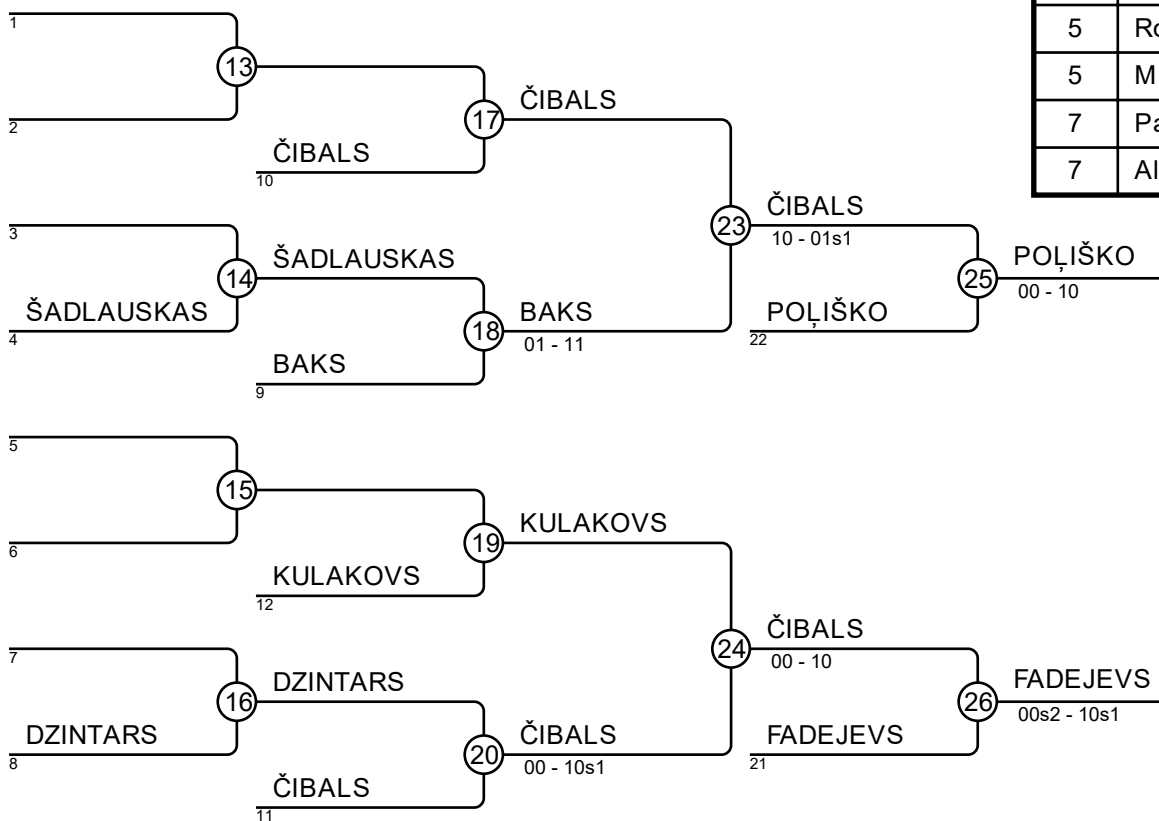 1
5
13
5
2
17
ČIBALS
7
ČIBALS
10
7
3
23
ČIBALS
10 - 01s1
14
ŠADLAUSKAS
25
POĻIŠKO
00 - 10
ŠADLAUSKAS
4
18
BAKS
01 - 11
POĻIŠKO
22
BAKS
9
5
15
6
19
KULAKOVS
KULAKOVS
12
7
24
ČIBALS
00 - 10
16
DZINTARS
26
FADEJEVS
00s2 - 10s1
DZINTARS
8
20
ČIBALS
00 - 10s1
FADEJEVS
21
ČIBALS
11